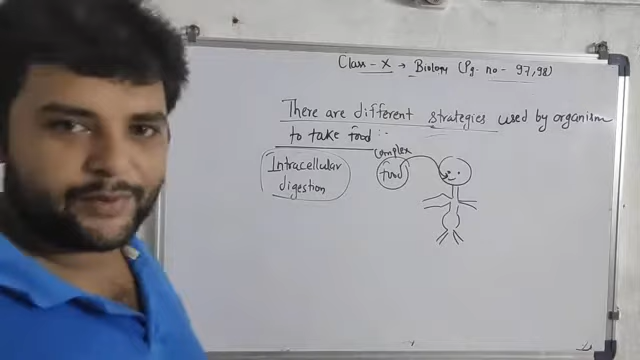 Class - X → Biology (Pg. no - 97,98)
There are different strategies used by organism
to take food :-
Intracellular
digestion
Complex
food